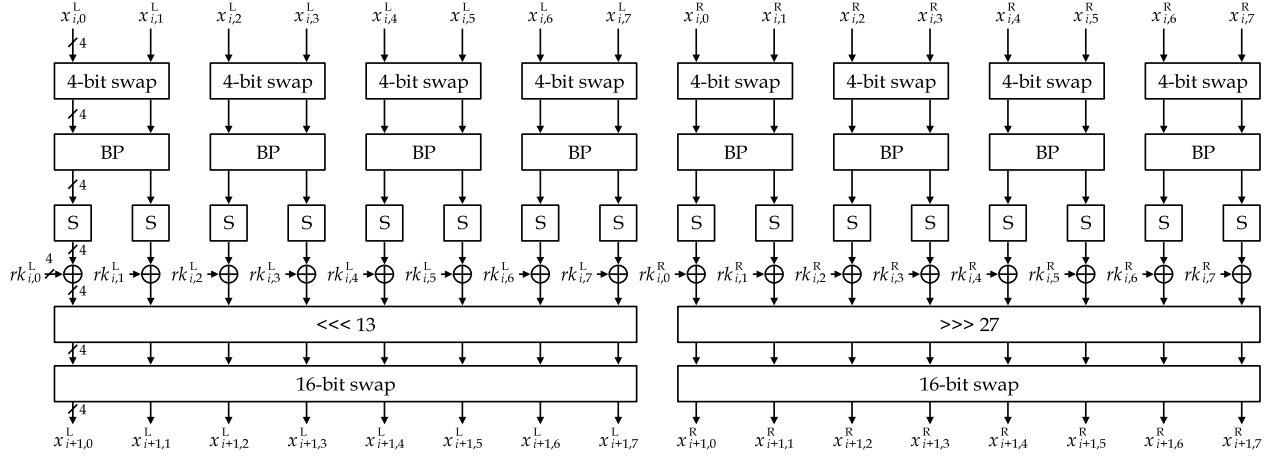 x^L_{i,0} x^L_{i,1} x^L_{i,2} x^L_{i,3} x^L_{i,4} x^L_{i,5} x^L_{i,6} x^L_{i,7} x^R_{i,0} x^R_{i,1} x^R_{i,2} x^R_{i,3} x^R_{i,4} x^R_{i,5} x^R_{i,6} x^R_{i,7}
4
4-bit swap 4-bit swap 4-bit swap 4-bit swap 4-bit swap 4-bit swap 4-bit swap 4-bit swap
4
BP BP BP BP BP BP BP BP
4
S S S S S S S S S S S S S S S S
4
4
rk^L_{i,0} rk^L_{i,1} rk^L_{i,2} rk^L_{i,3} rk^L_{i,4} rk^L_{i,5} rk^L_{i,6} rk^L_{i,7} rk^R_{i,0} rk^R_{i,1} rk^R_{i,2} rk^R_{i,3} rk^R_{i,4} rk^R_{i,5} rk^R_{i,6} rk^R_{i,7}
4
<<< 13 >>> 27
4
16-bit swap 16-bit swap
4
x^L_{i+1,0} x^L_{i+1,1} x^L_{i+1,2} x^L_{i+1,3} x^L_{i+1,4} x^L_{i+1,5} x^L_{i+1,6} x^L_{i+1,7} x^R_{i+1,0} x^R_{i+1,1} x^R_{i+1,2} x^R_{i+1,3} x^R_{i+1,4} x^R_{i+1,5} x^R_{i+1,6} x^R_{i+1,7}